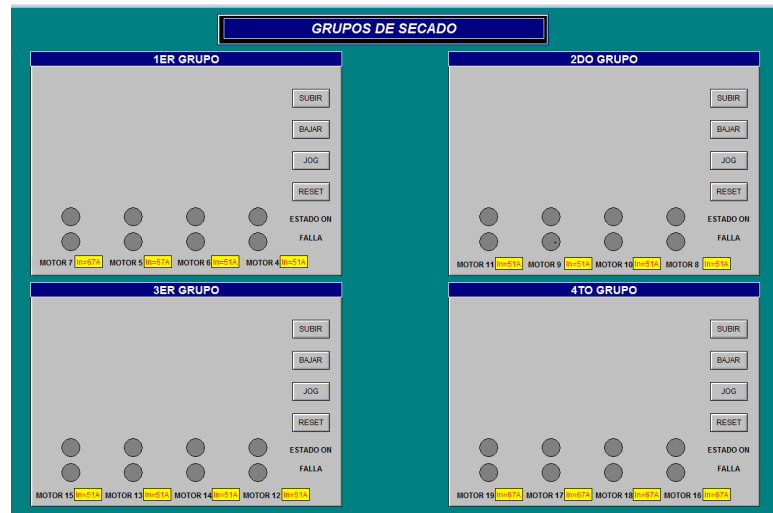 GRUPOS DE SECADO
1ER GRUPO
SUBIR
BAJAR
JOG
RESET
ESTADO ON
FALLA
MOTOR 7 In=67A MOTOR 5 In=67A MOTOR 6 In=51A MOTOR 4 In=51A
2DO GRUPO
SUBIR
BAJAR
JOG
RESET
ESTADO ON
FALLA
MOTOR 11 In=51A MOTOR 9 In=51A MOTOR 10 In=51A MOTOR 8 In=51A
3ER GRUPO
SUBIR
BAJAR
JOG
RESET
ESTADO ON
FALLA
MOTOR 15 In=51A MOTOR 13 In=51A MOTOR 14 In=51A MOTOR 12 In=51A
4TO GRUPO
SUBIR
BAJAR
JOG
RESET
ESTADO ON
FALLA
MOTOR 19 In=67A MOTOR 17 In=67A MOTOR 18 In=67A MOTOR 16 In=67A